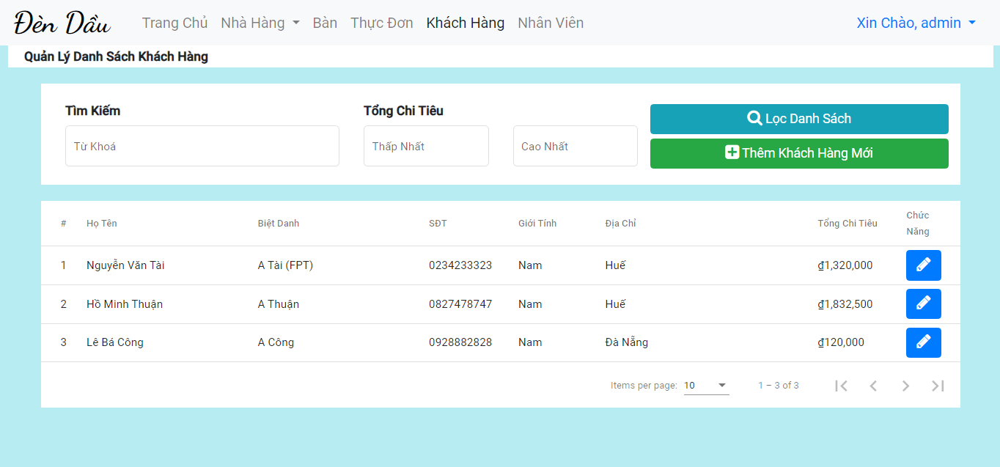 Đèn Dầu Trang Chủ Nhà Hàng Bàn Thực Đơn Khách Hàng Nhân Viên Xin Chào, admin
Quản Lý Danh Sách Khách Hàng
Tìm Kiếm Tổng Chi Tiêu
Từ Khoá Thấp Nhất Cao Nhất
Lọc Danh Sách
Thêm Khách Hàng Mới
# Họ Tên Biệt Danh SĐT Giới Tính Địa Chỉ Tổng Chi Tiêu Chức
Năng
1 Nguyễn Văn Tài A Tài (FPT) 0234233323 Nam Huế ₫1,320,000
2 Hồ Minh Thuận A Thuận 0827478747 Nam Huế ₫1,832,500
3 Lê Bá Công A Công 0928882828 Nam Đà Nẵng ₫120,000
Items per page: 10 1 – 3 of 3